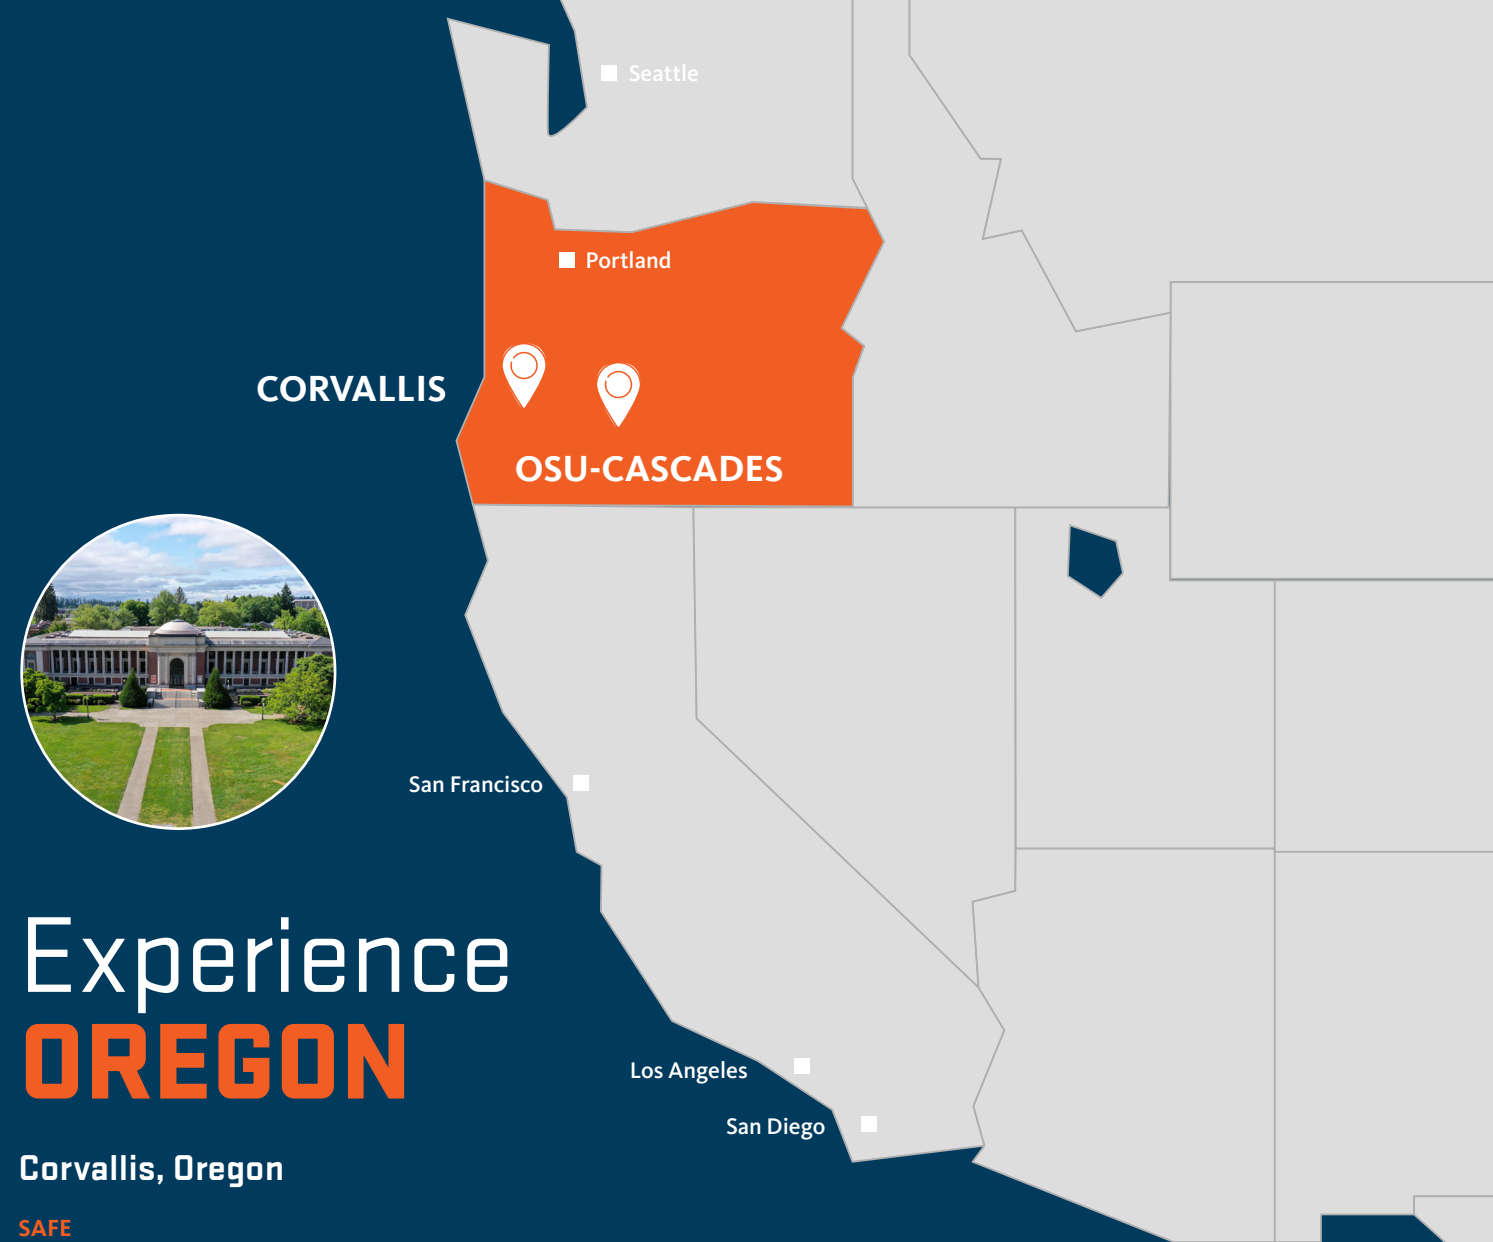 Seattle
Portland
CORVALLIS
OSU-CASCADES
San Francisco
Experience
OREGON
Los Angeles
San Diego
Corvallis, Oregon
SAFE